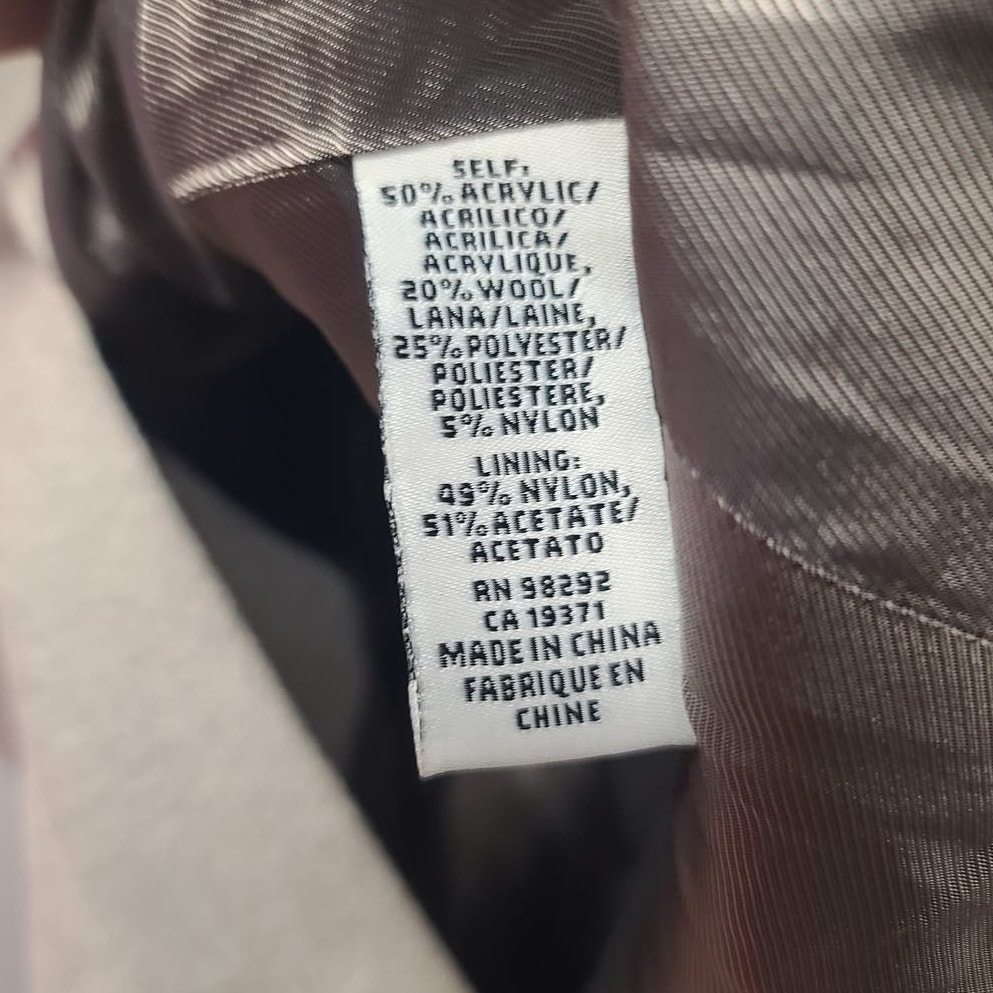 SELF:
50% ACRYLIC/
ACRILICO/
ACRILICA/
ACRYLIQUE,
20% WOOL/
LANA/LAINE,
25% POLYESTER/
POLIESTER/
POLIESTERE,
5% NYLON
LINING:
49% NYLON,
51% ACETATE/
ACETATO
RN 98292
CA 19371
MADE IN CHINA
FABRIQUE EN
CHINE